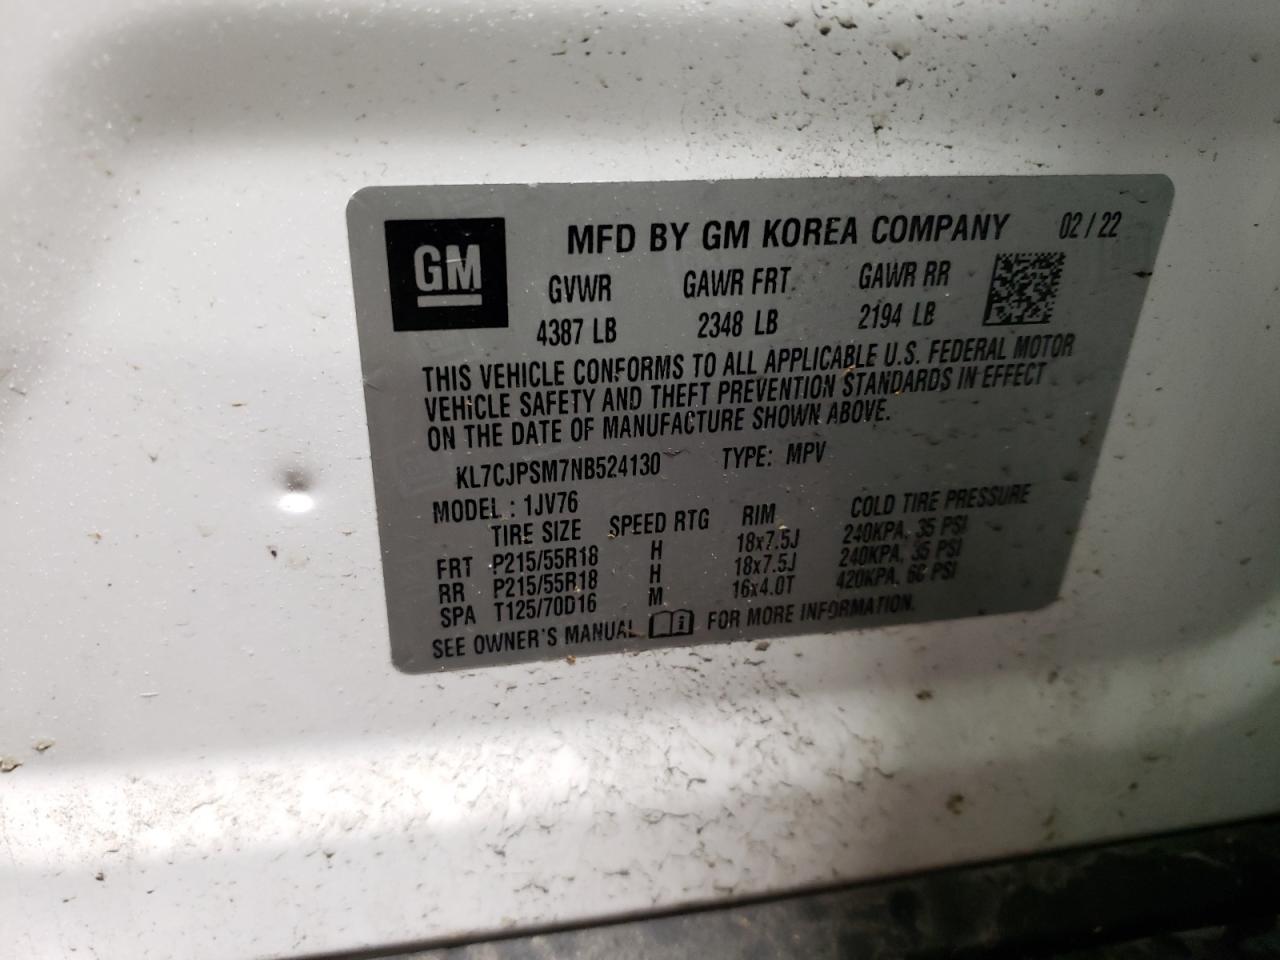 GM
MFD BY GM KOREA COMPANY 02 / 22
GVWR GAWR FRT GAWR RR
4387 LB 2348 LB 2194 LB
THIS VEHICLE CONFORMS TO ALL APPLICABLE U.S. FEDERAL MOTOR
VEHICLE SAFETY AND THEFT PREVENTION STANDARDS IN EFFECT
ON THE DATE OF MANUFACTURE SHOWN ABOVE.
KL7CJPSM7NB524130 TYPE: MPV
MODEL : 1JV76
TIRE SIZE SPEED RTG RIM COLD TIRE PRESSURE
FRT P215/55R18 H 18x7.5J 240KPA, 35 PSI
RR P215/55R18 H 18x7.5J 240KPA, 35 PSI
SPA T125/70D16 M 16x4.0T 420KPA, 60 PSI
SEE OWNER'S MANUAL i FOR MORE INFORMATION.